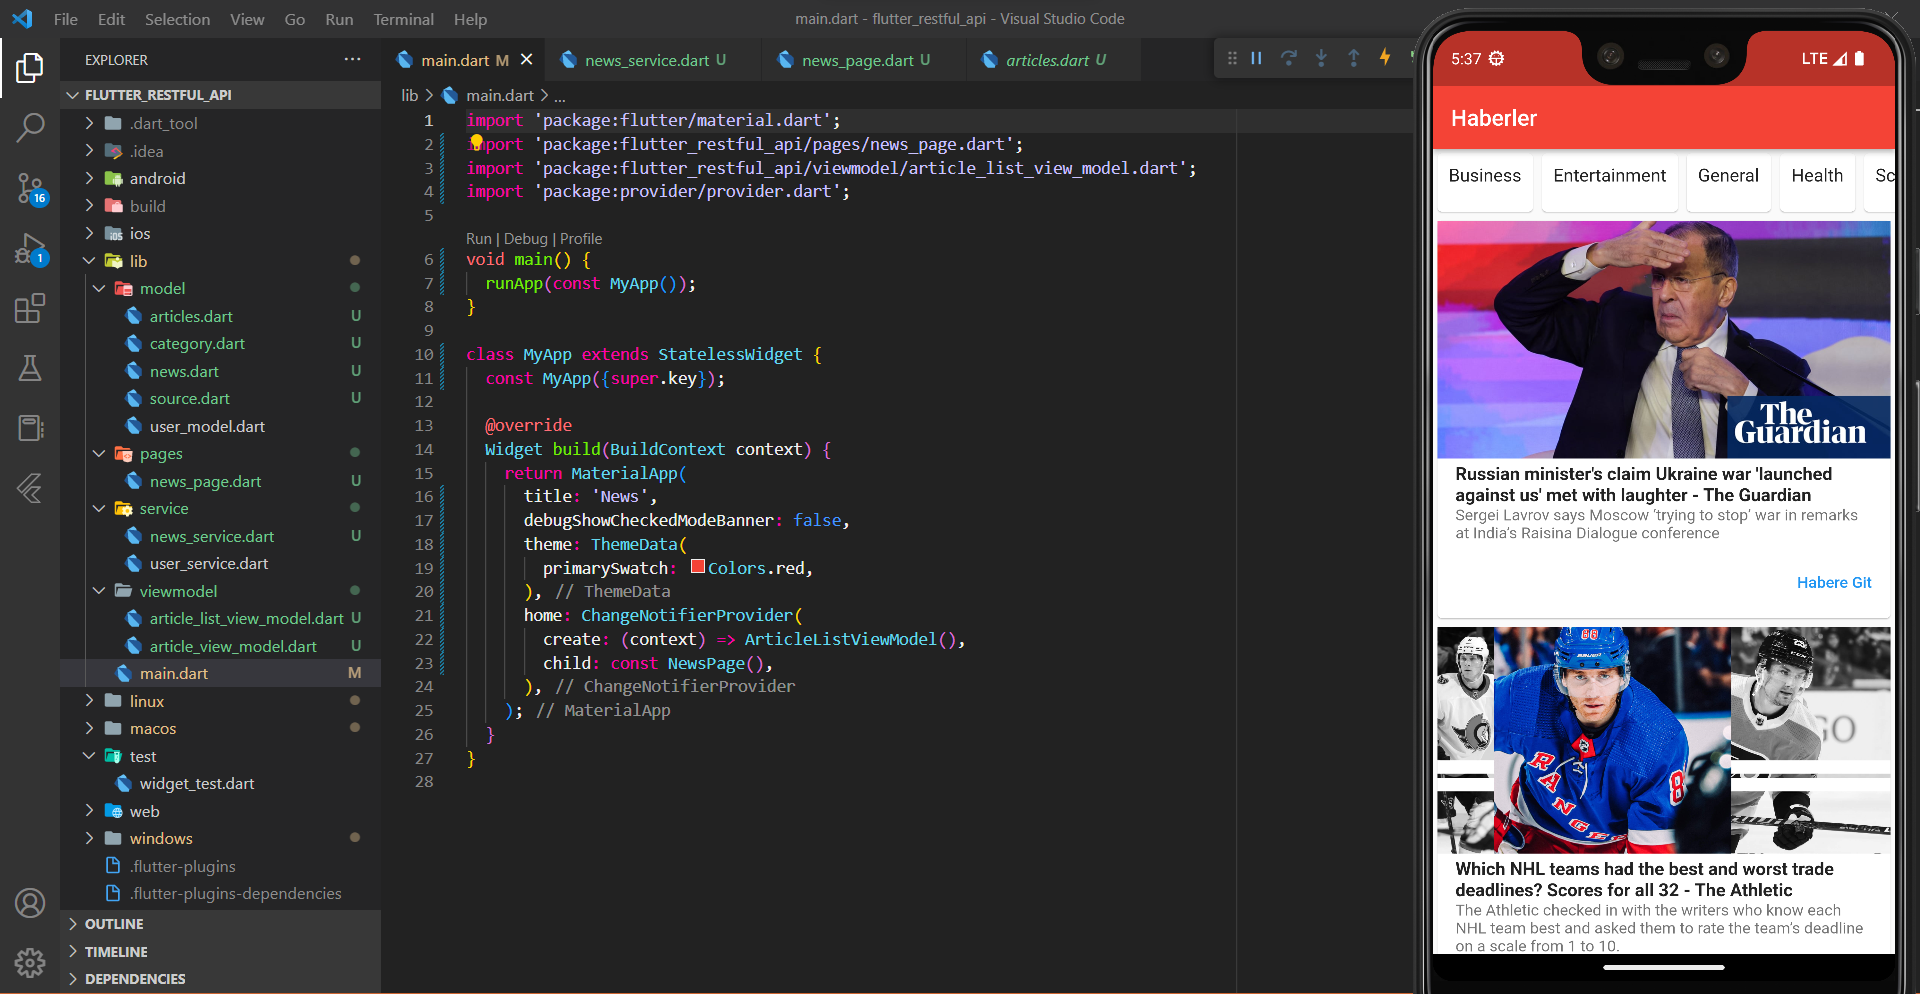 File Edit Selection View Go Run Terminal Help
main.dart - flutter_restful_api - Visual Studio Code
EXPLORER
FLUTTER_RESTFUL_API
.dart_tool
.idea
android
build
ios
lib
model
articles.dart U
category.dart U
news.dart U
source.dart U
user_model.dart
pages
news_page.dart U
service
news_service.dart U
user_service.dart
viewmodel
article_list_view_model.dart U
article_view_model.dart U
main.dart M
linux
macos
test
widget_test.dart
web
windows
.flutter-plugins
.flutter-plugins-dependencies
OUTLINE
TIMELINE
DEPENDENCIES
16
1
main.dart M
news_service.dart U
news_page.dart U
articles.dart U
lib > main.dart > ...
1 import 'package:flutter/material.dart';
2 import 'package:flutter_restful_api/pages/news_page.dart';
3 import 'package:flutter_restful_api/viewmodel/article_list_view_model.dart';
4 import 'package:provider/provider.dart';
5
Run | Debug | Profile
6 void main() {
7 runApp(const MyApp());
8 }
9
10 class MyApp extends StatelessWidget {
11 const MyApp({super.key});
12
13 @override
14 Widget build(BuildContext context) {
15 return MaterialApp(
16 title: 'News',
17 debugShowCheckedModeBanner: false,
18 theme: ThemeData(
19 primarySwatch: Colors.red,
20 ), // ThemeData
21 home: ChangeNotifierProvider(
22 create: (context) => ArticleListViewModel(),
23 child: const NewsPage(),
24 ), // ChangeNotifierProvider
25 ); // MaterialApp
26 }
27 }
28
5:37
LTE
Haberler
Business Entertainment General Health Sc
The
Guardian
Russian minister's claim Ukraine war 'launched
against us' met with laughter - The Guardian
Sergei Lavrov says Moscow ‘trying to stop’ war in remarks
at India’s Raisina Dialogue conference
Habere Git
88
RANGE
8
Which NHL teams had the best and worst trade
deadlines? Scores for all 32 - The Athletic
The Athletic checked in with the writers who know each
NHL team best and asked them to rate the team’s deadline
on a scale from 1 to 10.